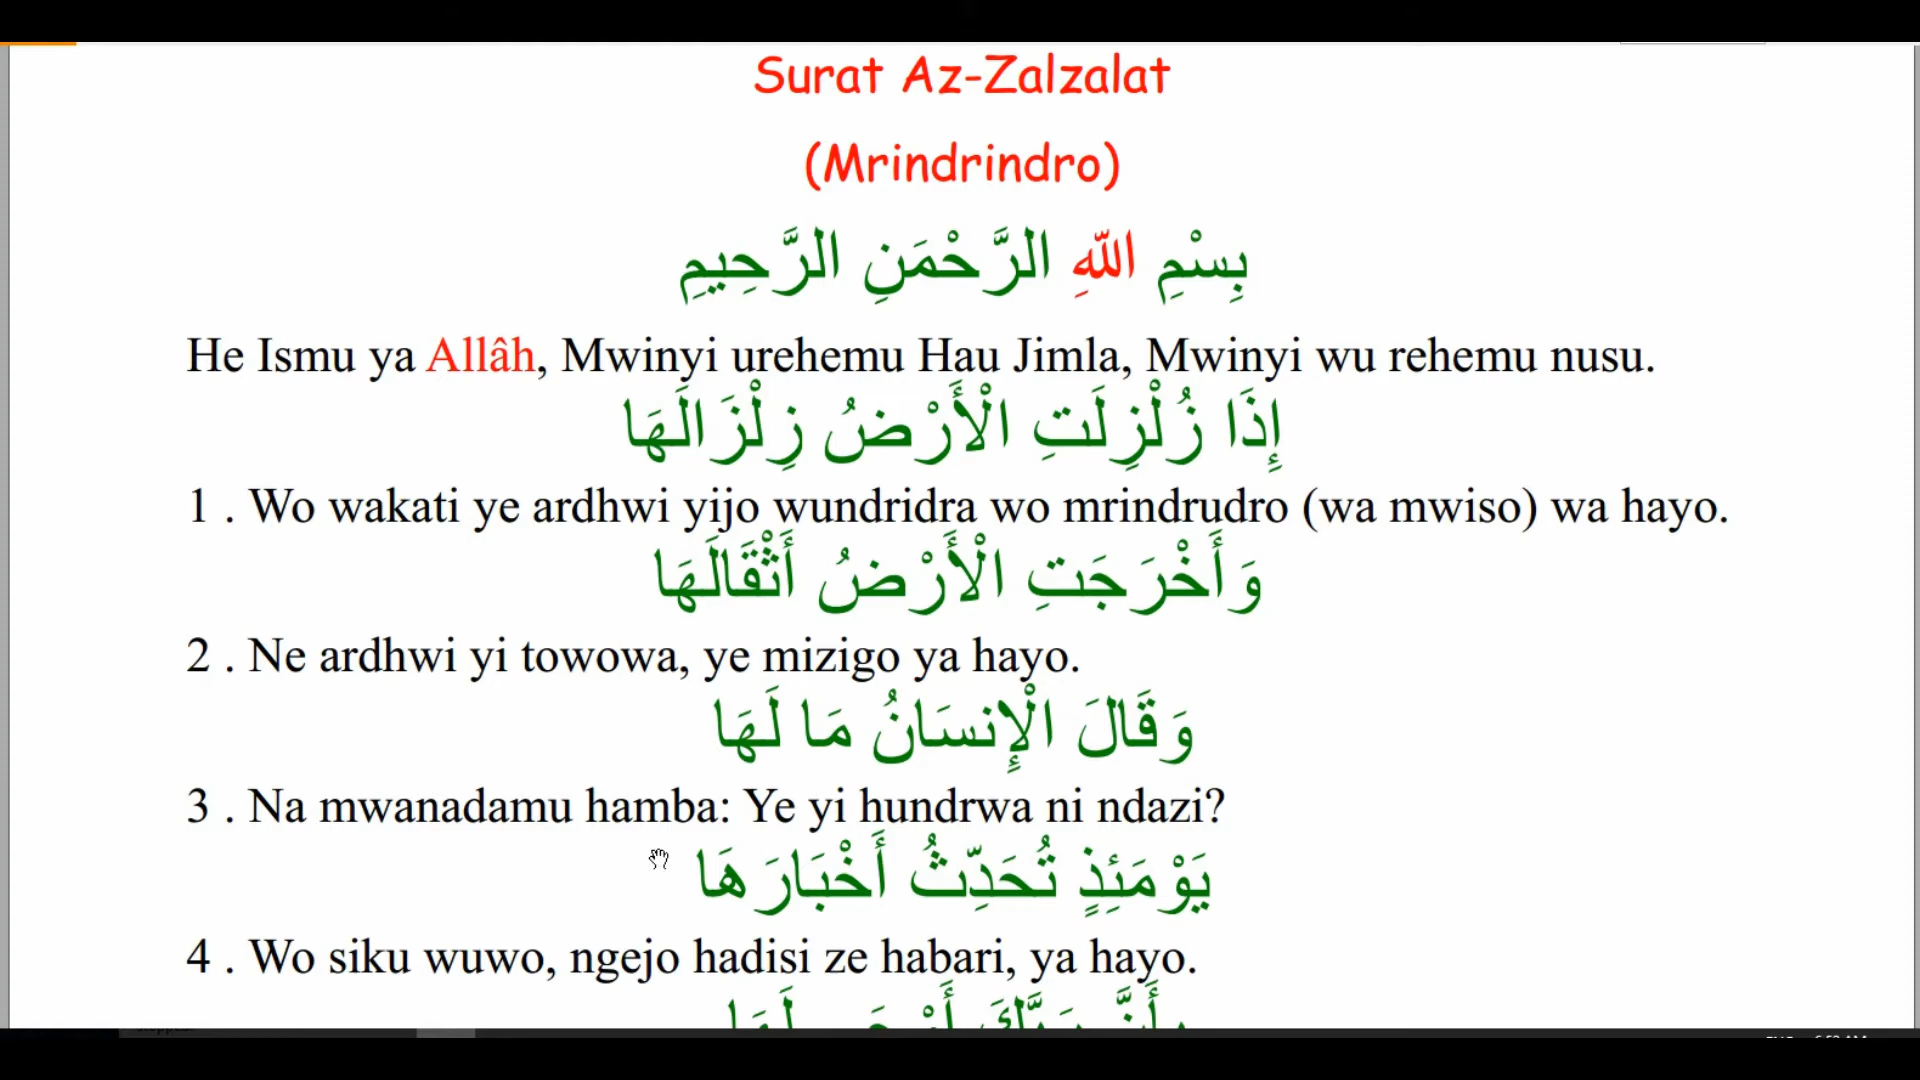 Surat Az-Zalzalat
(Mrindrindro)
بِسْمِ اللّهِ الرَّحْمَنِ الرَّحِيمِ
He Ismu ya Allâh, Mwinyi urehemu Hau Jimla, Mwinyi wu rehemu nusu.
إِذَا زُلْزِلَتِ الْأَرْضُ زِلْزَالَهَا
1 . Wo wakati ye ardhwi yijo wundridra wo mrindrudro (wa mwiso) wa hayo.
وَأَخْرَجَتِ الْأَرْضُ أَثْقَالَهَا
2 . Ne ardhwi yi towowa, ye mizigo ya hayo.
وَقَالَ الْإِنسَانُ مَا لَهَا
3 . Na mwanadamu hamba: Ye yi hundrwa ni ndazi?
يَوْمَئِذٍ تُحَدِّثُ أَخْبَارَهَا
4 . Wo siku wuwo, ngejo hadisi ze habari, ya hayo.